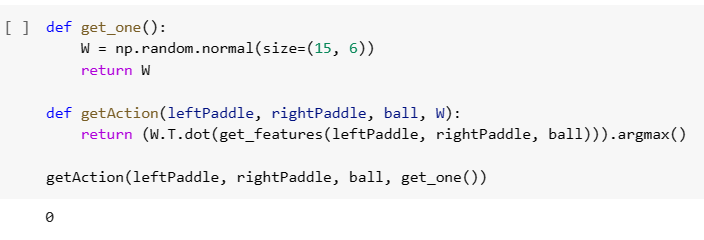 [ ] def get_one():
    W = np.random.normal(size=(15, 6))
    return W

def getAction(leftPaddle, rightPaddle, ball, W):
    return (W.T.dot(get_features(leftPaddle, rightPaddle, ball))).argmax()

getAction(leftPaddle, rightPaddle, ball, get_one())
0